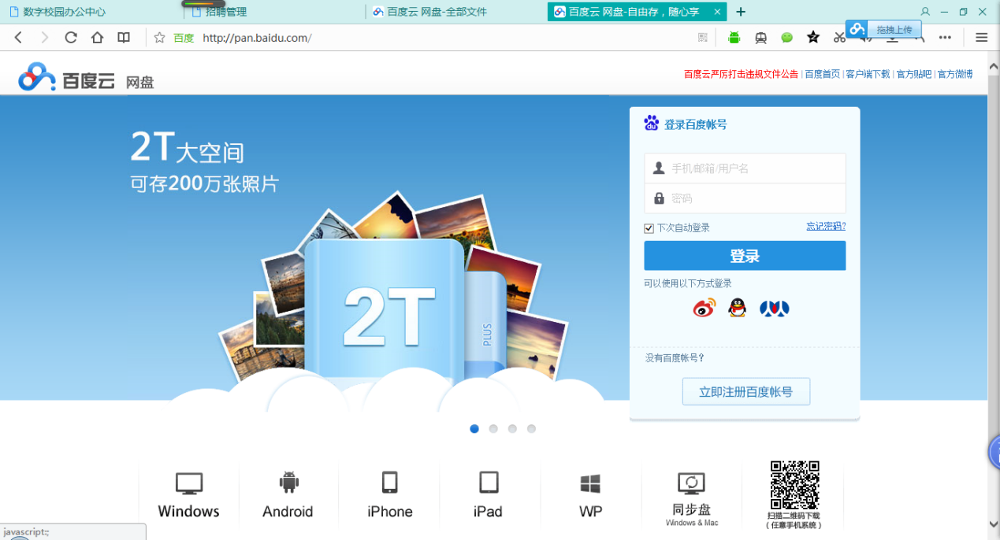 数字校园办公中心
招聘管理
百度云 网盘-全部文件
百度云 网盘-自由存，随心享
百度 http://pan.baidu.com/
拖拽上传
百度云 网盘
百度云严厉打击违规文件公告 | 百度首页 | 客户端下载 | 官方贴吧 | 官方微博
2T大空间
可存200万张照片
2T
PLUS
du 登录百度帐号
手机/邮箱/用户名
密码
下次自动登录 忘记密码?
登录
可以使用以下方式登录
没有百度帐号?
立即注册百度帐号
Windows
Android
iPhone
iPad
WP
同步盘
Windows & Mac
扫描二维码下载
（任意手机系统）
javascript:;